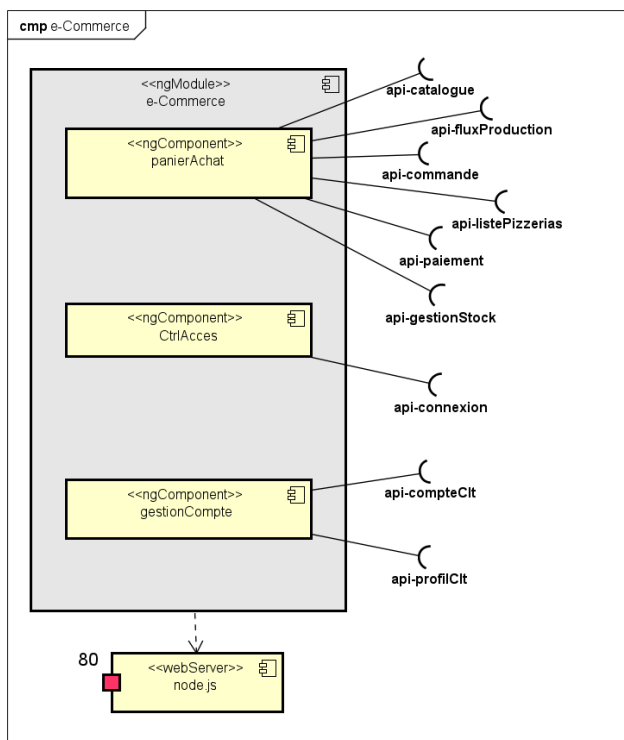 cmp e-Commerce
<<ngModule>>
e-Commerce
<<ngComponent>>
panierAchat
api-catalogue
api-fluxProduction
api-commande
api-listePizzerias
api-paiement
api-gestionStock
<<ngComponent>>
CtrlAcces
api-connexion
<<ngComponent>>
gestionCompte
api-compteClt
api-profilClt
80
<<webServer>>
node.js